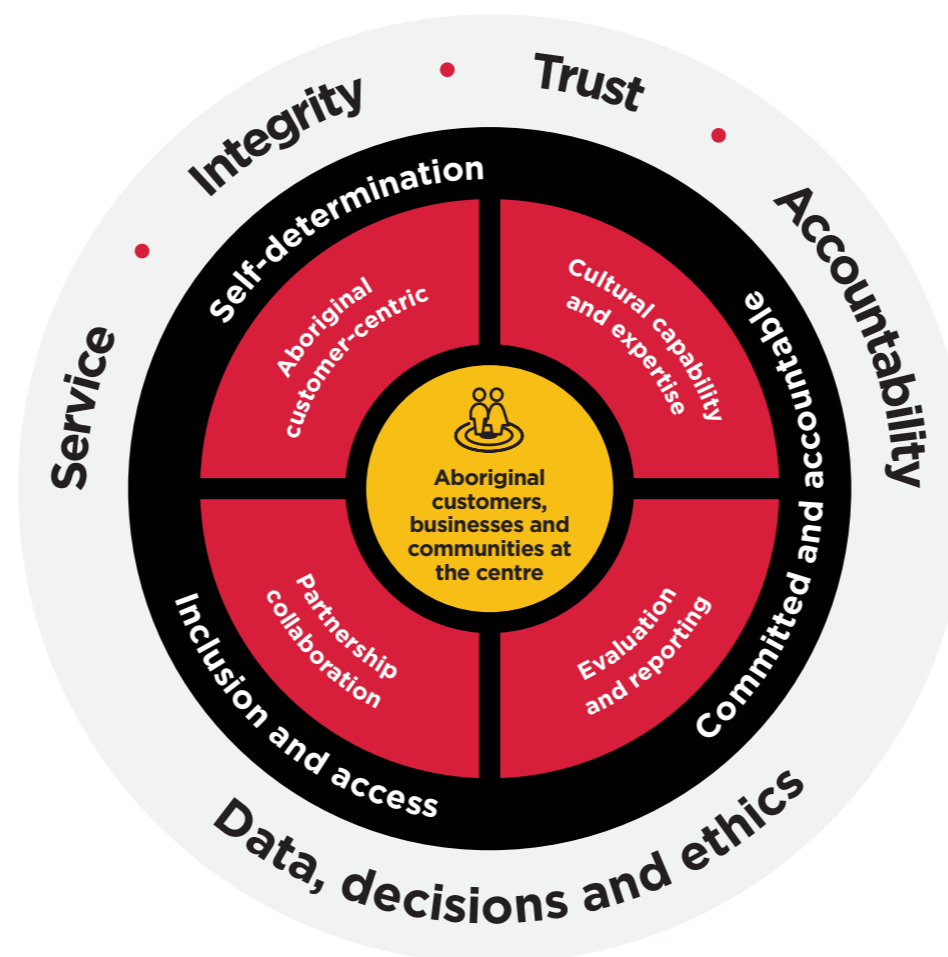 Service • Integrity • Trust • Accountability
Data, decisions and ethics
Self-determination
Committed and accountable
Inclusion and access
Aboriginal
customer-centric
Cultural capability
and expertise
Partnership
collaboration
Evaluation
and reporting
Aboriginal
customers,
businesses and
communities at
the centre